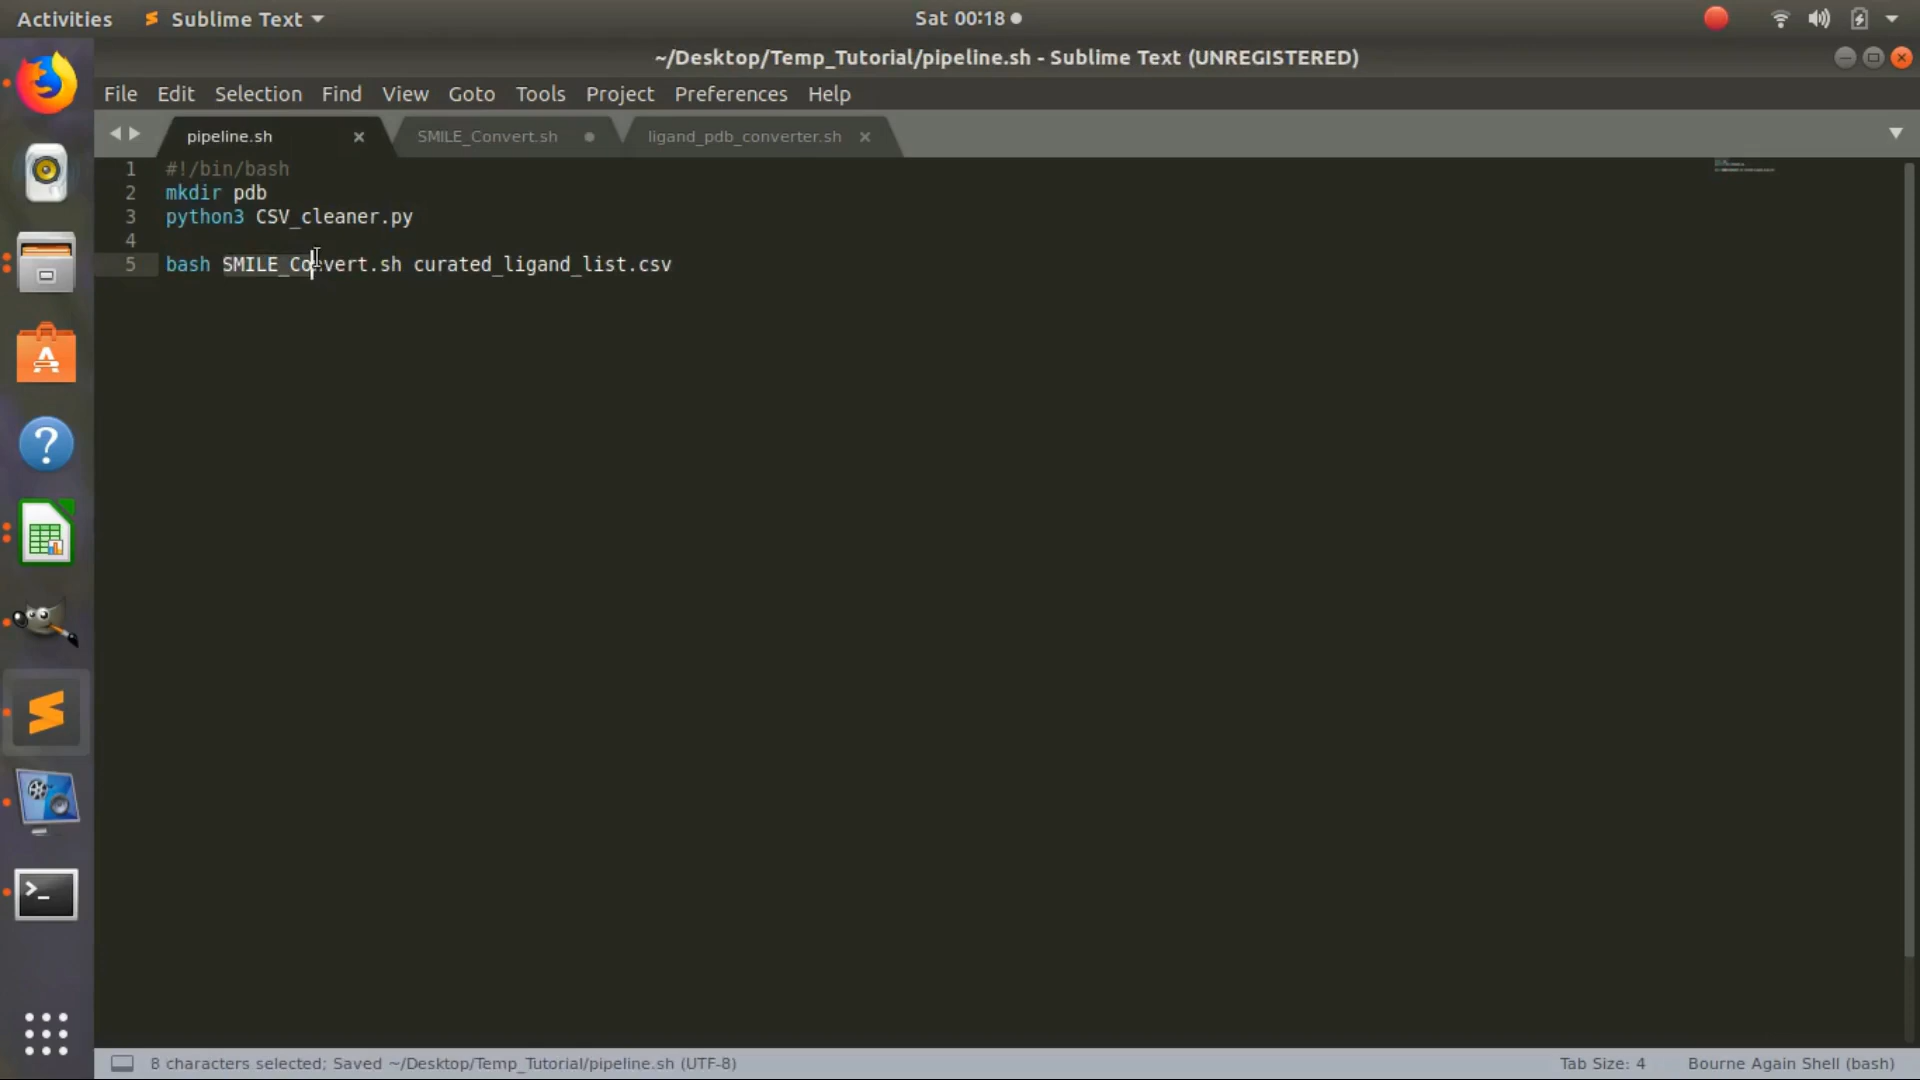 Activities
Sublime Text
Sat 00:18
~/Desktop/Temp_Tutorial/pipeline.sh - Sublime Text (UNREGISTERED)
File Edit Selection Find View Goto Tools Project Preferences Help
pipeline.sh SMILE_Convert.sh ligand_pdb_converter.sh
1 #!/bin/bash
2 mkdir pdb
3 python3 CSV_cleaner.py
4
5 bash SMILE_Convert.sh curated_ligand_list.csv
8 characters selected; Saved ~/Desktop/Temp_Tutorial/pipeline.sh (UTF-8)
Tab Size: 4
Bourne Again Shell (bash)